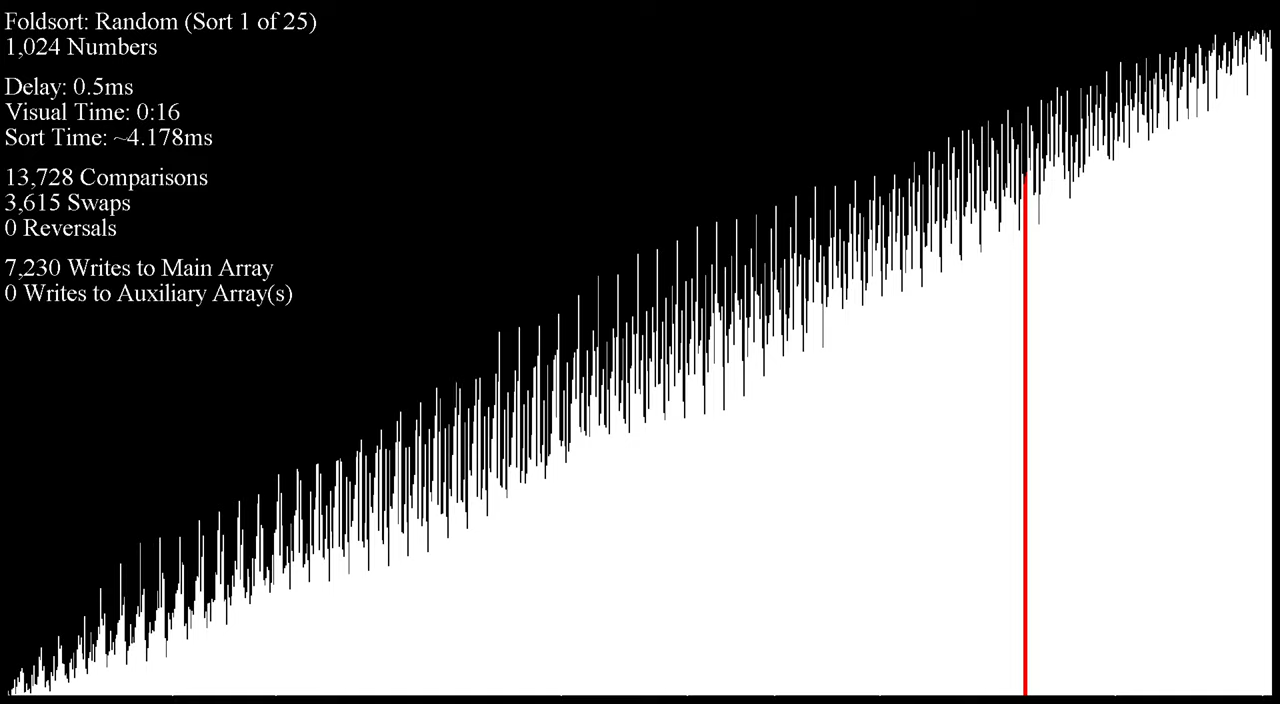 Foldsort: Random (Sort 1 of 25)
1,024 Numbers
Delay: 0.5ms
Visual Time: 0:16
Sort Time: ~4.178ms
13,728 Comparisons
3,615 Swaps
0 Reversals
7,230 Writes to Main Array
0 Writes to Auxiliary Array(s)